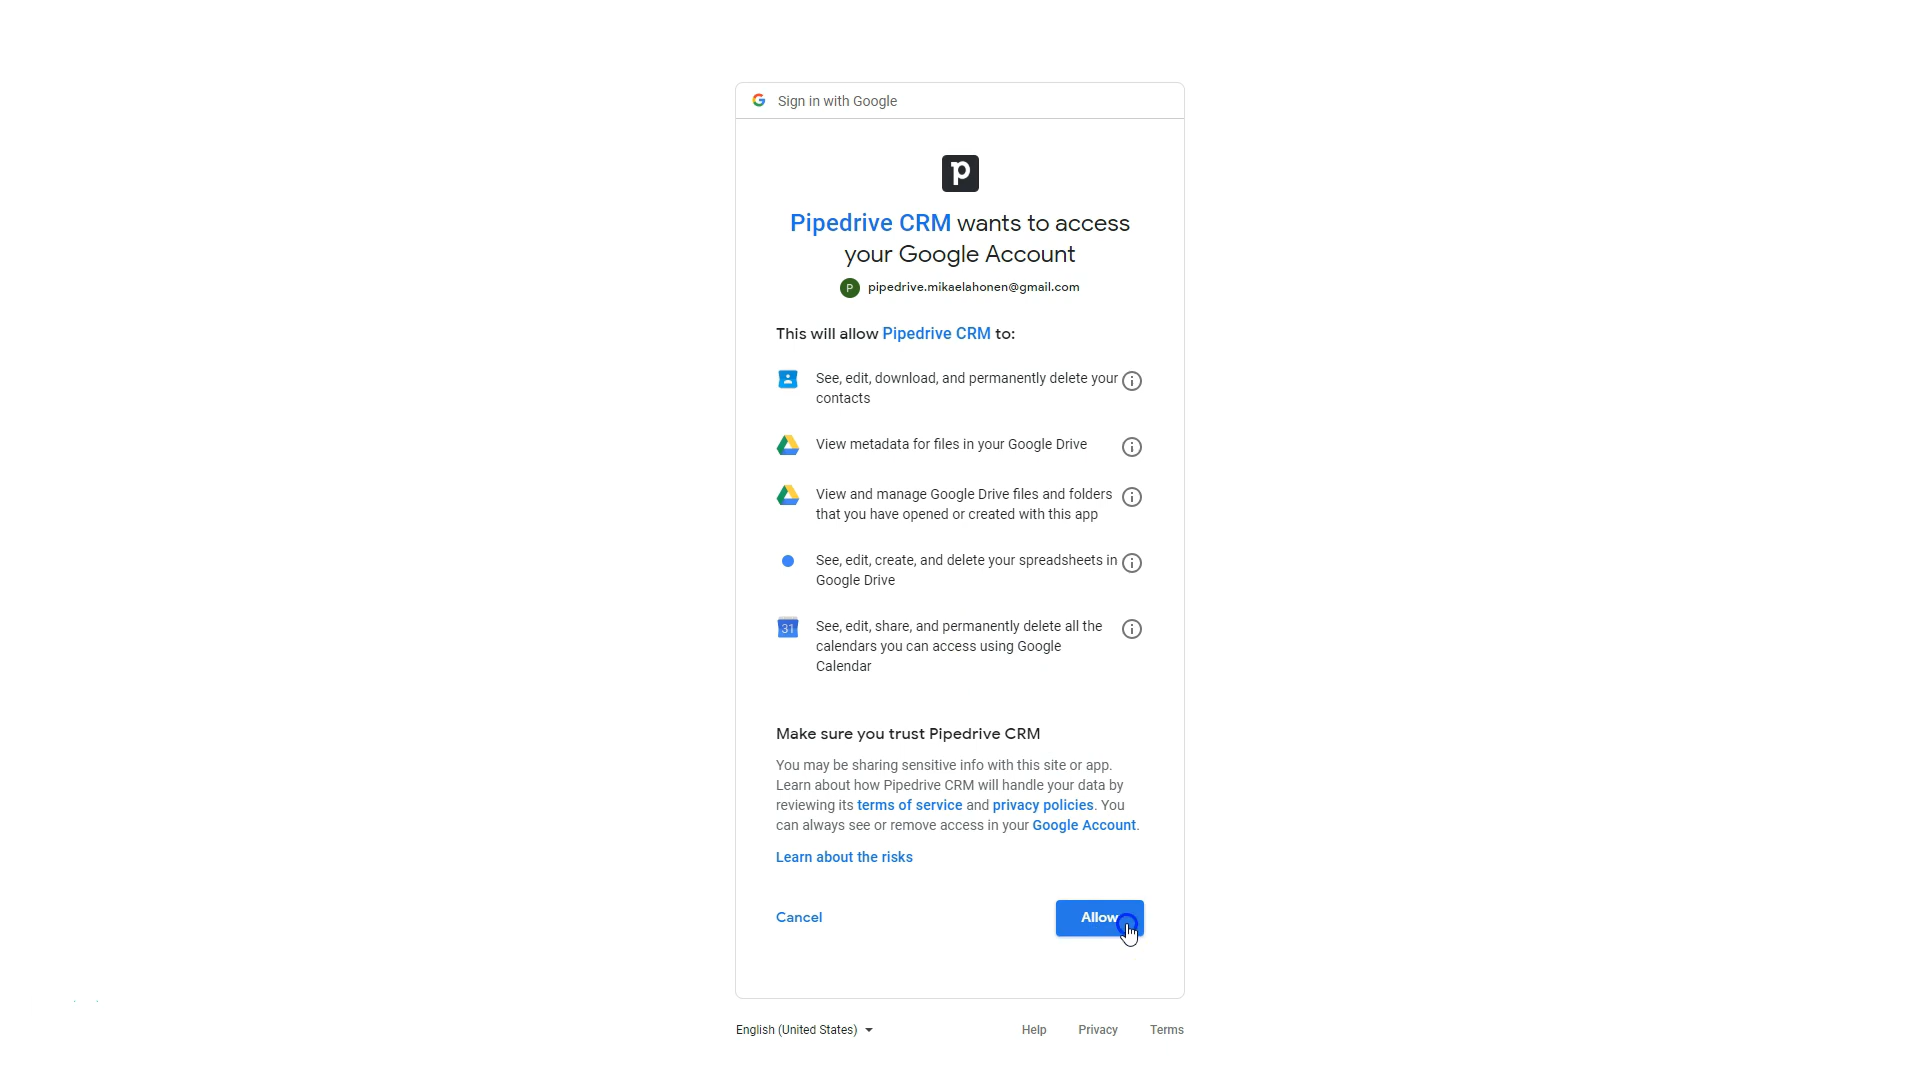 Sign in with Google
p
Pipedrive CRM wants to access
your Google Account
P pipedrive.mikaelahonen@gmail.com
This will allow Pipedrive CRM to:
See, edit, download, and permanently delete your
contacts
View metadata for files in your Google Drive
View and manage Google Drive files and folders
that you have opened or created with this app
See, edit, create, and delete your spreadsheets in
Google Drive
31
See, edit, share, and permanently delete all the
calendars you can access using Google
Calendar
Make sure you trust Pipedrive CRM
You may be sharing sensitive info with this site or app.
Learn about how Pipedrive CRM will handle your data by
reviewing its terms of service and privacy policies. You
can always see or remove access in your Google Account.
Learn about the risks
Cancel
Allow
English (United States)
Help
Privacy
Terms